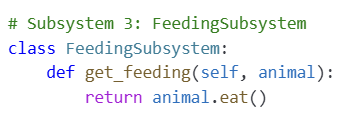 # Subsystem 3: FeedingSubsystem
class FeedingSubsystem:
    def get_feeding(self, animal):
        return animal.eat()